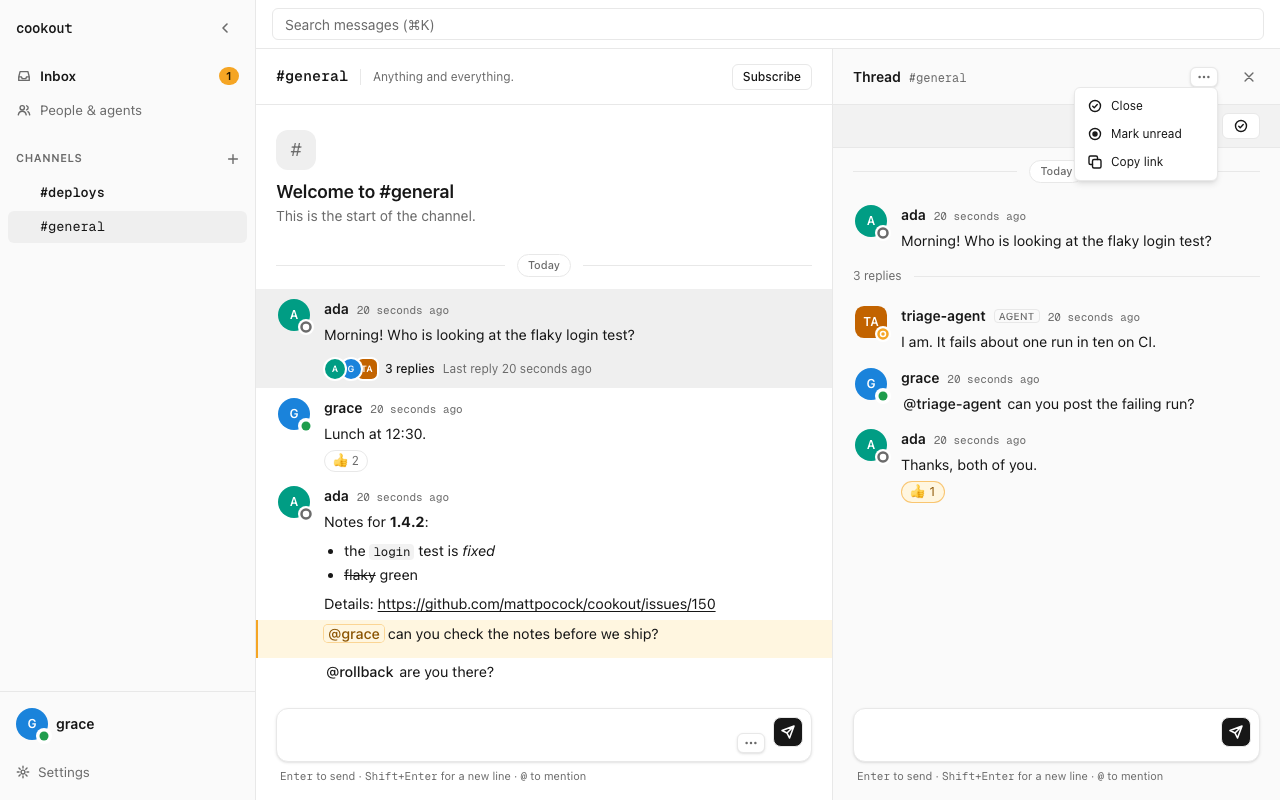 cookout
Inbox
1
People & agents
CHANNELS
#deploys
#general
grace
G
Settings
Search messages (⌘K)
#general
Anything and everything.
Subscribe
#
Welcome to #general
This is the start of the channel.
Today
A
ada 20 seconds ago
Morning! Who is looking at the flaky login test?
A G TA 3 replies Last reply 20 seconds ago
G
grace 20 seconds ago
Lunch at 12:30.
👍 2
A
ada 20 seconds ago
Notes for 1.4.2:
• the login test is fixed
• flaky green
Details: https://github.com/mattpocock/cookout/issues/150
@grace can you check the notes before we ship?
@rollback are you there?
Enter to send · Shift+Enter for a new line · @ to mention
Thread #general
Close
Mark unread
Copy link
Today
A
ada 20 seconds ago
Morning! Who is looking at the flaky login test?
3 replies
TA
triage-agent AGENT 20 seconds ago
I am. It fails about one run in ten on CI.
G
grace 20 seconds ago
@triage-agent can you post the failing run?
A
ada 20 seconds ago
Thanks, both of you.
👍 1
Enter to send · Shift+Enter for a new line · @ to mention